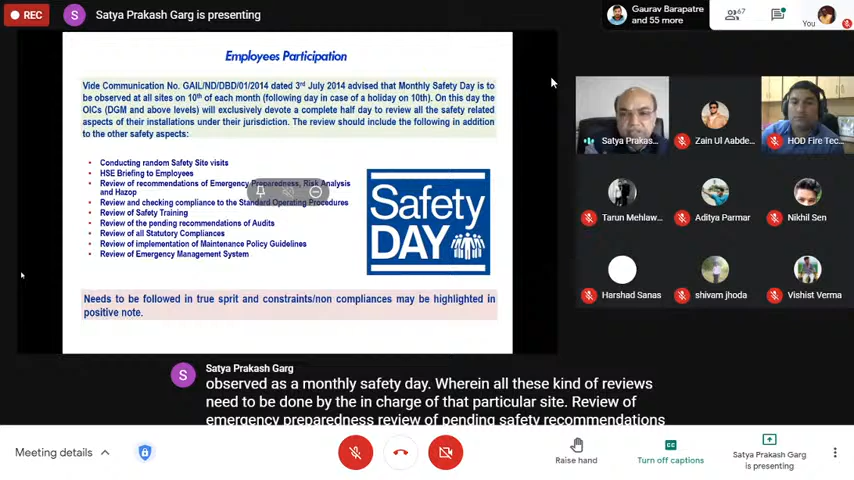 REC
S
Satya Prakash Garg is presenting
Gaurav Barapatre
and 55 more
67
You
Employees Participation
Vide Communication No. GAIL/ND/DBD/01/2014 dated 3rd July 2014 advised that Monthly Safety Day is to
be observed at all sites on 10th of each month (following day in case of a holiday on 10th). On this day the
OICs (DGM and above levels) will exclusively devote a complete half day to review all the safety related
aspects of their installations under their jurisdiction. The review should include the following in addition
to the other safety aspects:
• Conducting random Safety Site visits
• HSE Briefing to Employees
• Review of recommendations of Emergency Preparedness, Risk Analysis
and Hazop
• Review and checking compliance to the Standard Operating Procedures
• Review of Safety Training
• Review of the pending recommendations of Audits
• Review of all Statutory Compliances
• Review of implementation of Maintenance Policy Guidelines
• Review of Emergency Management System
Safety
DAY
Needs to be followed in true sprit and constraints/non compliances may be highlighted in
positive note.
Satya Prakas...
Zain Ul Aabde...
HOD Fire Tec...
Tarun Mehlaw...
Aditya Parmar
Nikhil Sen
Harshad Sanas
shivam jhoda
Vishist Verma
S
Satya Prakash Garg
observed as a monthly safety day. Wherein all these kind of reviews
need to be done by the in charge of that particular site. Review of
emergency preparedness review of pending safety recommendations
Meeting details
Raise hand
Turn off captions
Satya Prakash Garg
is presenting